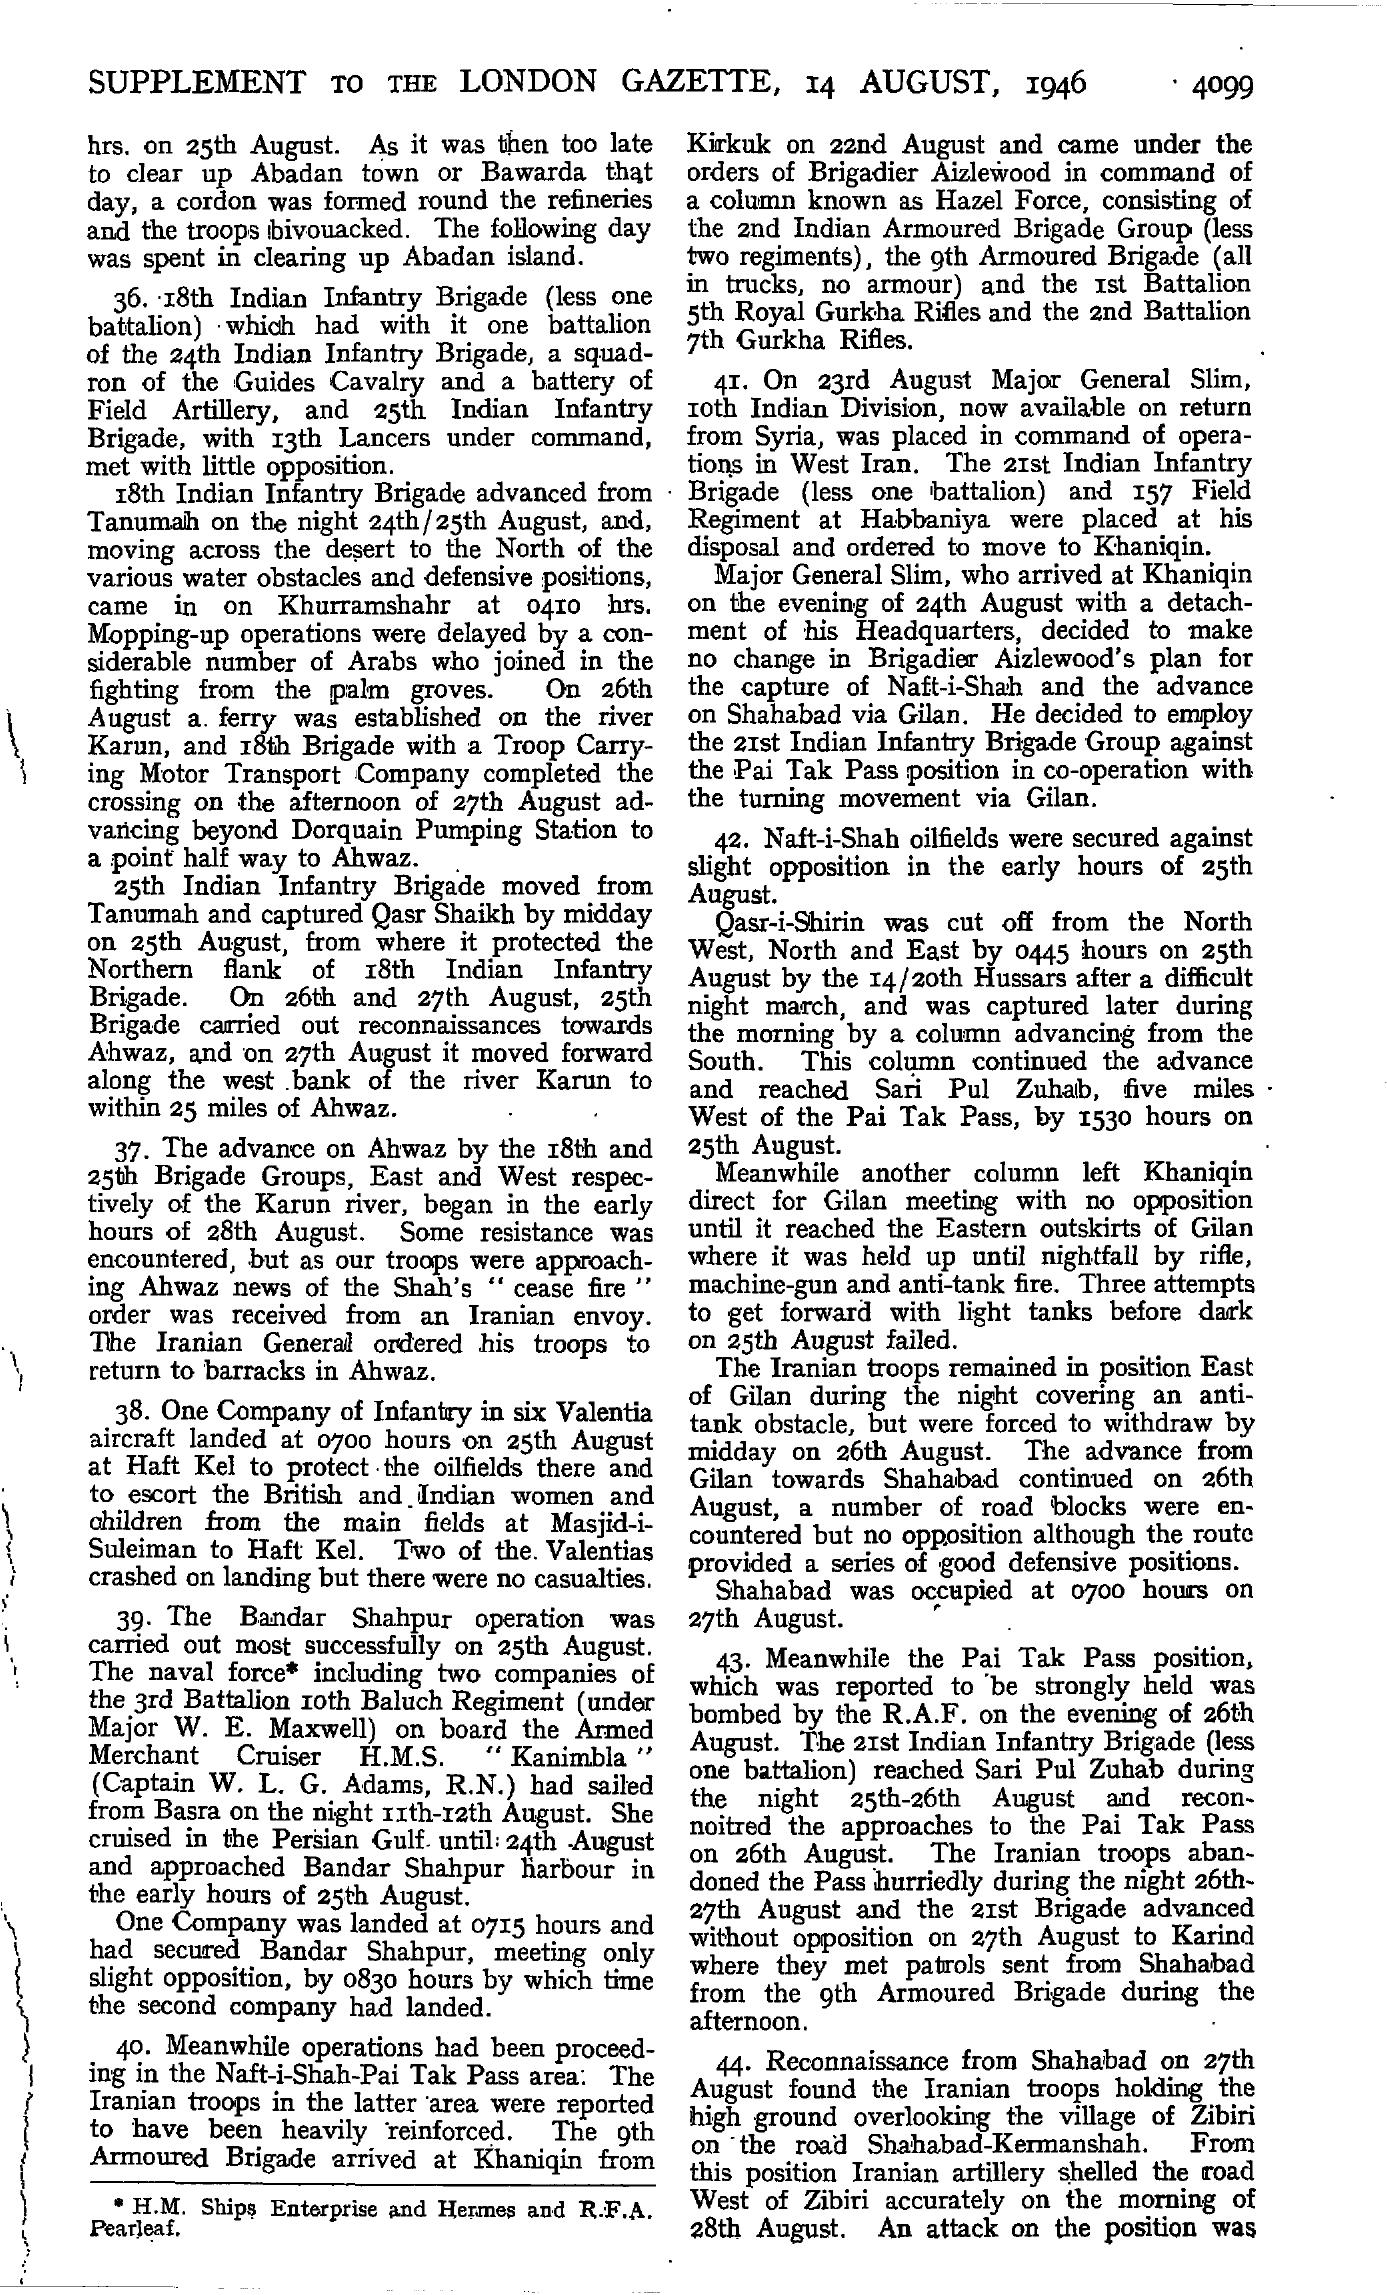 SUPPLEMENT TO THE LONDON GAZETTE, 14 AUGUST, 1946 4099
hrs. on 25th August. As it was then too late
to clear up Abadan town or Bawarda that
day, a cordon was formed round the refineries
and the troops bivouacked. The following day
was spent in clearing up Abadan island.
36. 18th Indian Infantry Brigade (less one
battalion) which had with it one battalion
of the 24th Indian Infantry Brigade, a squad-
ron of the Guides Cavalry and a battery of
Field Artillery, and 25th Indian Infantry
Brigade, with 13th Lancers under command,
met with little opposition.
18th Indian Infantry Brigade advanced from
Tanumah on the night 24th/25th August, and,
moving across the desert to the North of the
various water obstacles and defensive positions,
came in on Khurramshahr at 0410 hrs.
Mopping-up operations were delayed by a con-
siderable number of Arabs who joined in the
fighting from the palm groves. On 26th
August a ferry was established on the river
Karun, and 18th Brigade with a Troop Carry-
ing Motor Transport Company completed the
crossing on the afternoon of 27th August ad-
vancing beyond Dorquain Pumping Station to
a point half way to Ahwaz.
25th Indian Infantry Brigade moved from
Tanumah and captured Qasr Shaikh by midday
on 25th August, from where it protected the
Northern flank of 18th Indian Infantry
Brigade. On 26th and 27th August, 25th
Brigade carried out reconnaissances towards
Ahwaz, and on 27th August it moved forward
along the west bank of the river Karun to
within 25 miles of Ahwaz.
37. The advance on Ahwaz by the 18th and
25th Brigade Groups, East and West respec-
tively of the Karun river, began in the early
hours of 28th August. Some resistance was
encountered, but as our troops were approach-
ing Ahwaz news of the Shah's "cease fire"
order was received from an Iranian envoy.
The Iranian General ordered his troops to
return to barracks in Ahwaz.
38. One Company of Infantry in six Valentia
aircraft landed at 0700 hours on 25th August
at Haft Kel to protect the oilfields there and
to escort the British and Indian women and
children from the main fields at Masjid-i-
Suleiman to Haft Kel. Two of the Valentias
crashed on landing but there were no casualties.
39. The Bandar Shahpur operation was
carried out most successfully on 25th August.
The naval force* including two companies of
the 3rd Battalion 10th Baluch Regiment (under
Major W. E. Maxwell) on board the Armed
Merchant Cruiser H.M.S. "Kanimbla"
(Captain W. L. G. Adams, R.N.) had sailed
from Basra on the night 11th-12th August. She
cruised in the Persian Gulf until 24th August
and approached Bandar Shahpur harbour in
the early hours of 25th August.
One Company was landed at 0715 hours and
had secured Bandar Shahpur, meeting only
slight opposition, by 0830 hours by which time
the second company had landed.
40. Meanwhile operations had been proceed-
ing in the Naft-i-Shah-Pai Tak Pass area. The
Iranian troops in the latter area were reported
to have been heavily reinforced. The 9th
Armoured Brigade arrived at Khaniqin from
* H.M. Ships Enterprise and Hermes and R.F.A.
Pearleaf.
Kirkuk on 22nd August and came under the
orders of Brigadier Aizlewood in command of
a column known as Hazel Force, consisting of
the 2nd Indian Armoured Brigade Group (less
two regiments), the 9th Armoured Brigade (all
in trucks, no armour) and the 1st Battalion
5th Royal Gurkha Rifles and the 2nd Battalion
7th Gurkha Rifles.
41. On 23rd August Major General Slim,
10th Indian Division, now available on return
from Syria, was placed in command of opera-
tions in West Iran. The 21st Indian Infantry
Brigade (less one battalion) and 157 Field
Regiment at Habbaniya were placed at his
disposal and ordered to move to Khaniqin.
Major General Slim, who arrived at Khaniqin
on the evening of 24th August with a detach-
ment of his Headquarters, decided to make
no change in Brigadier Aizlewood's plan for
the capture of Naft-i-Shah and the advance
on Shahabad via Gilan. He decided to employ
the 21st Indian Infantry Brigade Group against
the Pai Tak Pass position in co-operation with
the turning movement via Gilan.
42. Naft-i-Shah oilfields were secured against
slight opposition in the early hours of 25th
August.
Qasr-i-Shirin was cut off from the North
West, North and East by 0445 hours on 25th
August by the 14/20th Hussars after a difficult
night march, and was captured later during
the morning by a column advancing from the
South. This column continued the advance
and reached Sari Pul Zuhab, five miles
West of the Pai Tak Pass, by 1530 hours on
25th August.
Meanwhile another column left Khaniqin
direct for Gilan meeting with no opposition
until it reached the Eastern outskirts of Gilan
where it was held up until nightfall by rifle,
machine-gun and anti-tank fire. Three attempts
to get forward with light tanks before dark
on 25th August failed.
The Iranian troops remained in position East
of Gilan during the night covering an anti-
tank obstacle, but were forced to withdraw by
midday on 26th August. The advance from
Gilan towards Shahabad continued on 26th
August, a number of road blocks were en-
countered but no opposition although the route
provided a series of good defensive positions.
Shahabad was occupied at 0700 hours on
27th August.
43. Meanwhile the Pai Tak Pass position,
which was reported to be strongly held was
bombed by the R.A.F. on the evening of 26th
August. The 21st Indian Infantry Brigade (less
one battalion) reached Sari Pul Zuhab during
the night 25th-26th August and recon-
noitred the approaches to the Pai Tak Pass
on 26th August. The Iranian troops aban-
doned the Pass hurriedly during the night 26th-
27th August and the 21st Brigade advanced
without opposition on 27th August to Karind
where they met patrols sent from Shahabad
from the 9th Armoured Brigade during the
afternoon.
44. Reconnaissance from Shahabad on 27th
August found the Iranian troops holding the
high ground overlooking the village of Zibiri
on the road Shahabad-Kermanshah. From
this position Iranian artillery shelled the road
West of Zibiri accurately on the morning of
28th August. An attack on the position was